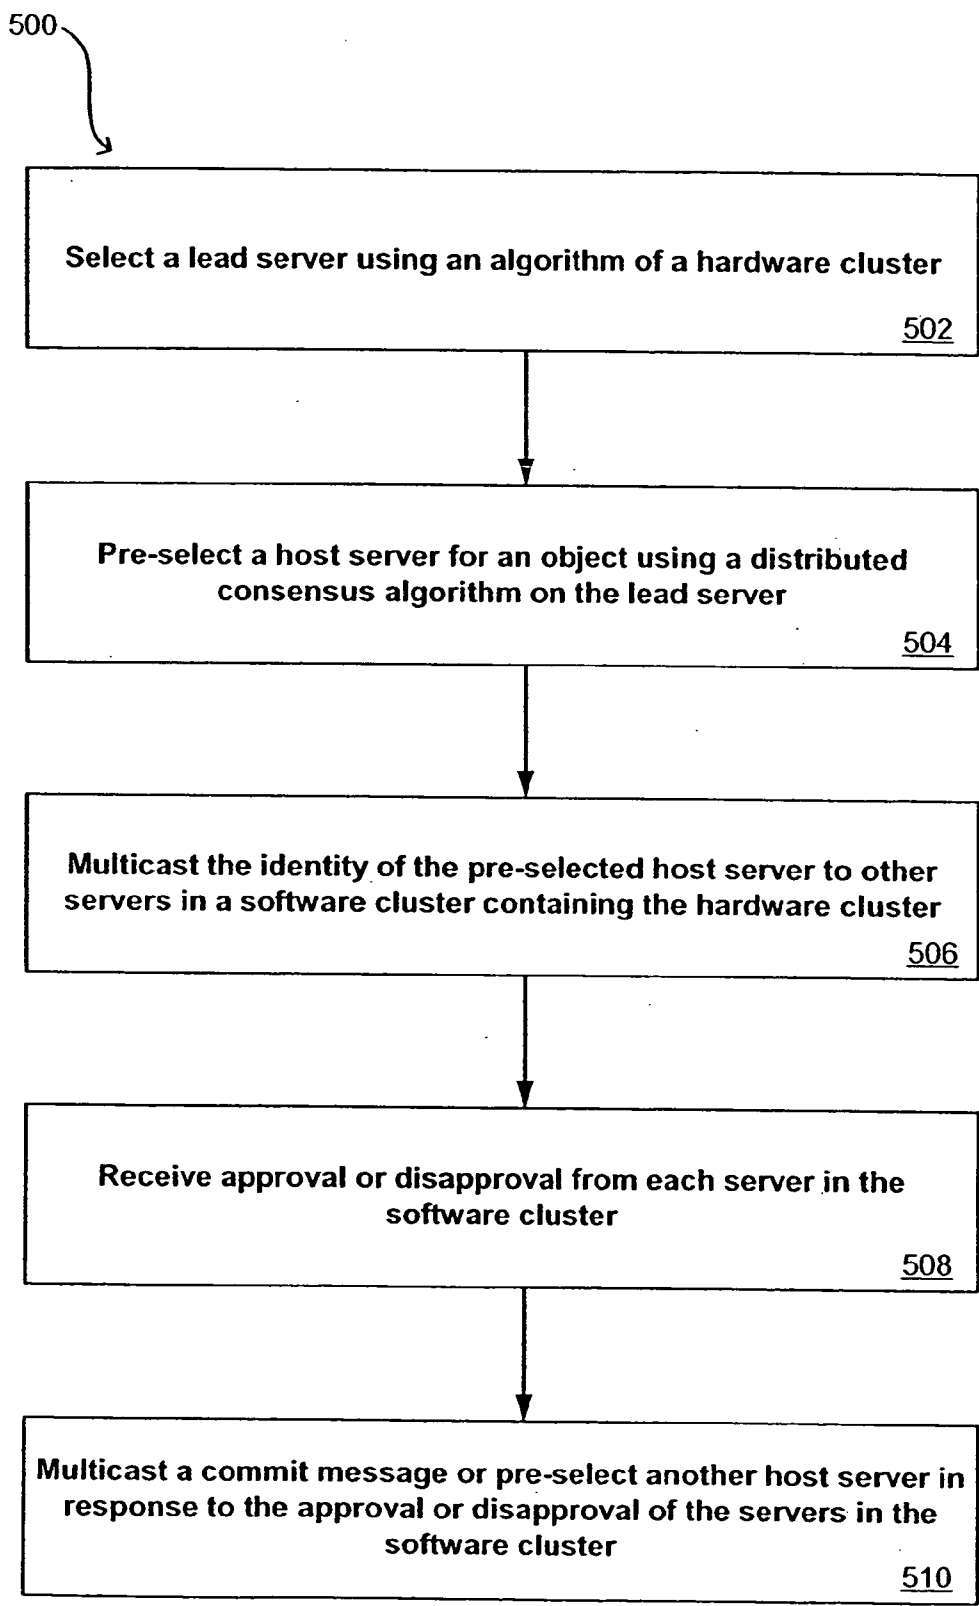 500
Select a lead server using an algorithm of a hardware cluster
502
Pre-select a host server for an object using a distributed
consensus algorithm on the lead server
504
Multicast the identity of the pre-selected host server to other
servers in a software cluster containing the hardware cluster
506
Receive approval or disapproval from each server in the
software cluster
508
Multicast a commit message or pre-select another host server in
response to the approval or disapproval of the servers in the
software cluster
510